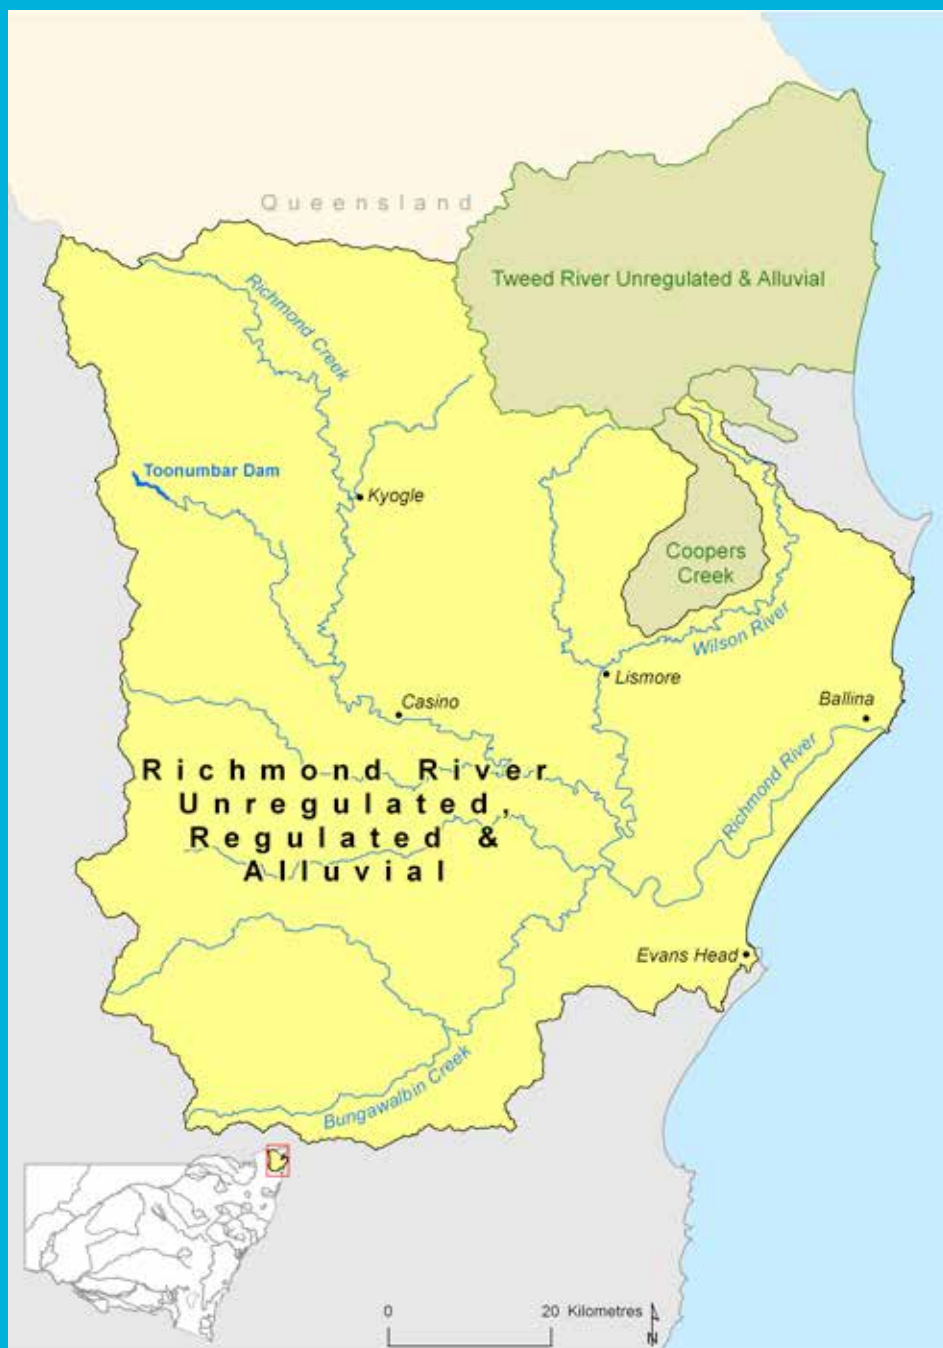 Queensland
Tweed River Unregulated & Alluvial
Richmond Creek
Toonumbar Dam
Kyogle
Coopers
Creek
Wilson River
Lismore
Casino
Ballina
Richmond River
Unregulated,
Regulated &
Alluvial
Richmond River
Evans Head
Bungawalbin Creek
0
20 Kilometres
N